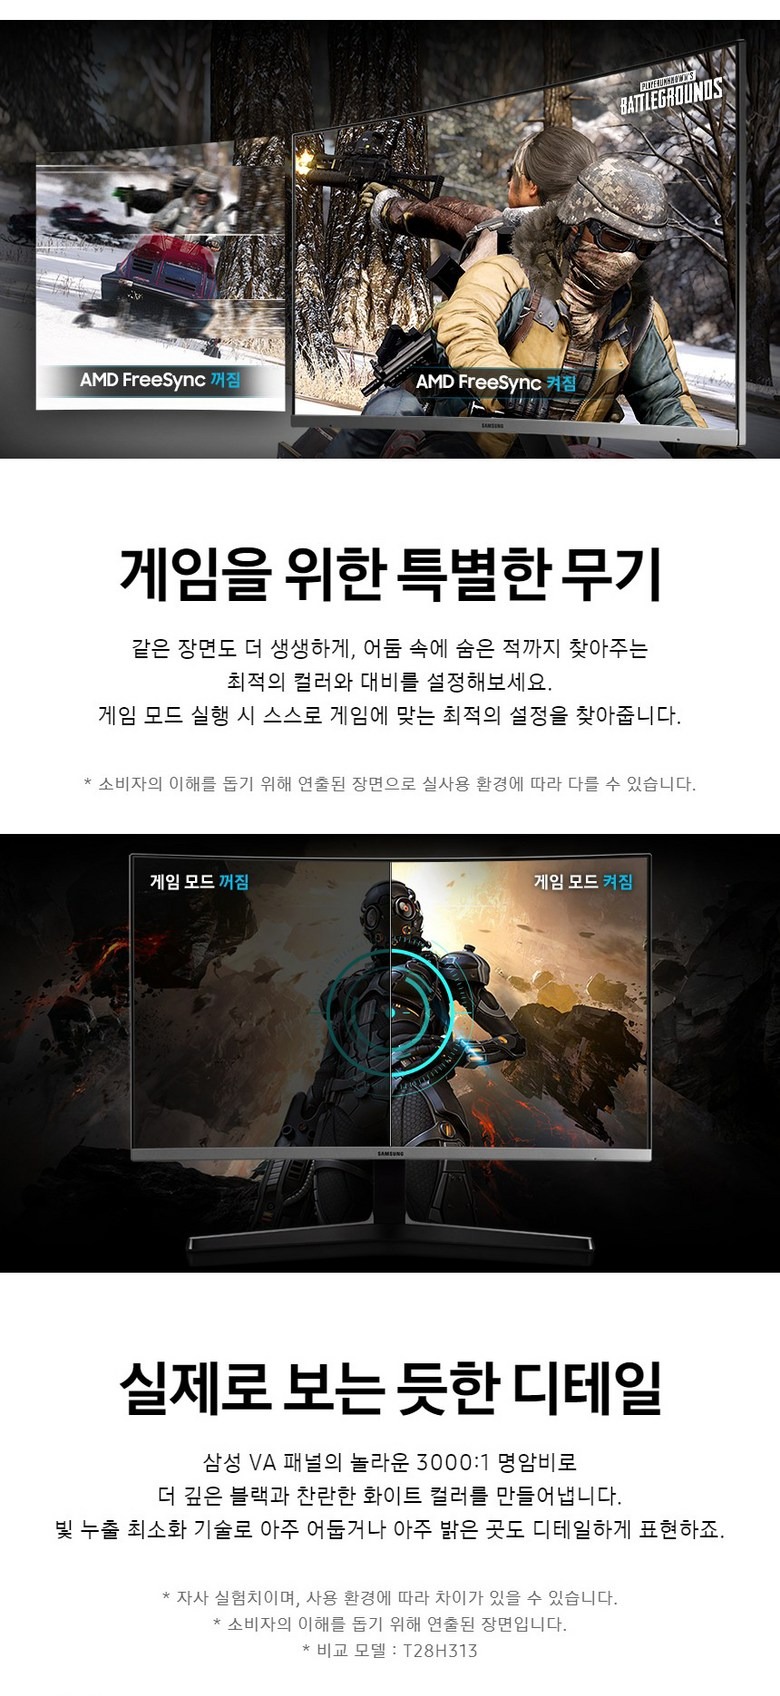 PLAYERUNKNOWN'S
BATTLEGROUNDS
AMD FreeSync 꺼짐
AMD FreeSync 켜짐
SAMSUNG
게임을 위한 특별한 무기
같은 장면도 더 생생하게, 어둠 속에 숨은 적까지 찾아주는
최적의 컬러와 대비를 설정해보세요.
게임 모드 실행 시 스스로 게임에 맞는 최적의 설정을 찾아줍니다.
* 소비자의 이해를 돕기 위해 연출된 장면으로 실사용 환경에 따라 다를 수 있습니다.
게임 모드 꺼짐
게임 모드 켜짐
SAMSUNG
실제로 보는 듯한 디테일
삼성 VA 패널의 놀라운 3000:1 명암비로
더 깊은 블랙과 찬란한 화이트 컬러를 만들어냅니다.
빛 누출 최소화 기술로 아주 어둡거나 아주 밝은 곳도 디테일하게 표현하죠.
* 자사 실험치이며, 사용 환경에 따라 차이가 있을 수 있습니다.
* 소비자의 이해를 돕기 위해 연출된 장면입니다.
* 비교 모델 : T28H313